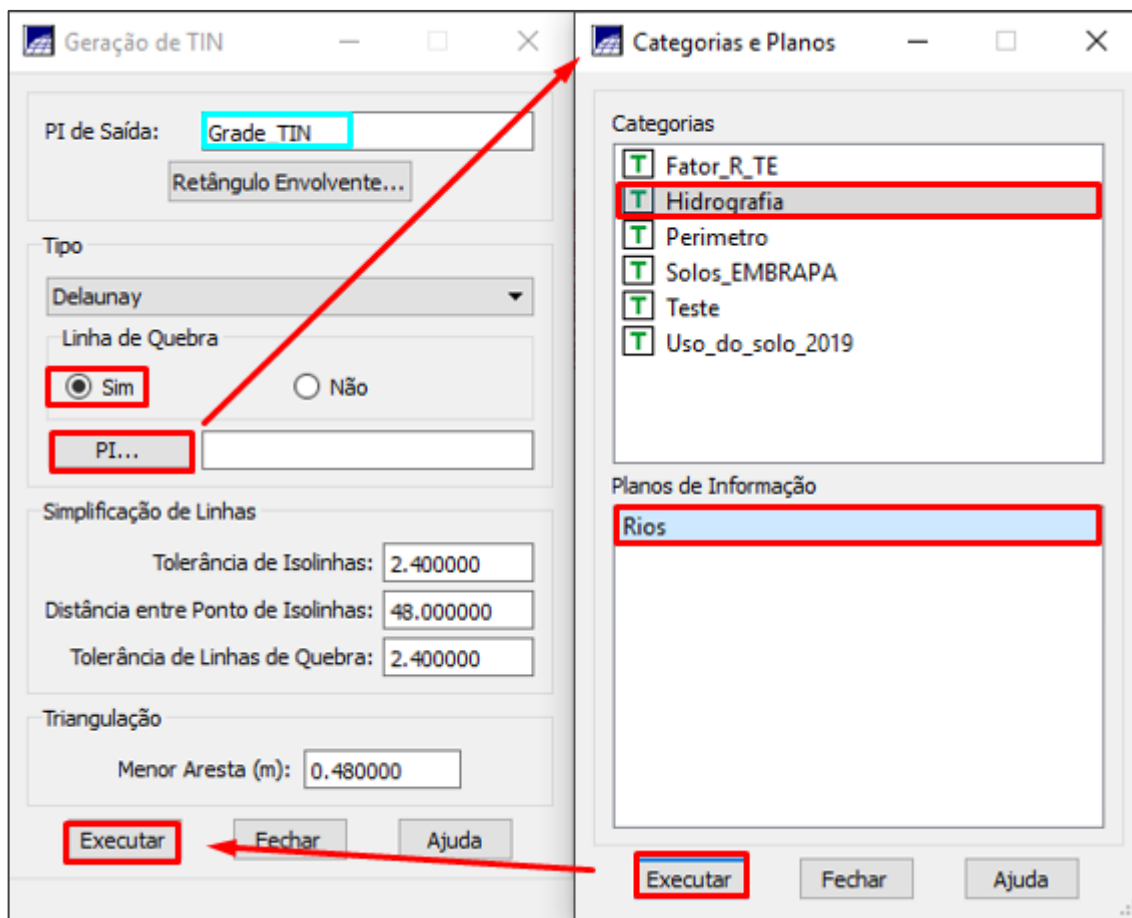 Geração de TIN
PI de Saída: Grade_TIN
Retângulo Envolvente...
Tipo
Delaunay
Linha de Quebra
Sim Não
PI...
Simplificação de Linhas
Tolerância de Isolinhas: 2.400000
Distância entre Ponto de Isolinhas: 48.000000
Tolerância de Linhas de Quebra: 2.400000
Triangulação
Menor Aresta (m): 0.480000
Executar Fechar Ajuda
Categorias e Planos
Categorias
T Fator_R_TE
T Hidrografia
T Perimetro
T Solos_EMBRAPA
T Teste
T Uso_do_solo_2019
Planos de Informação
Rios
Executar Fechar Ajuda